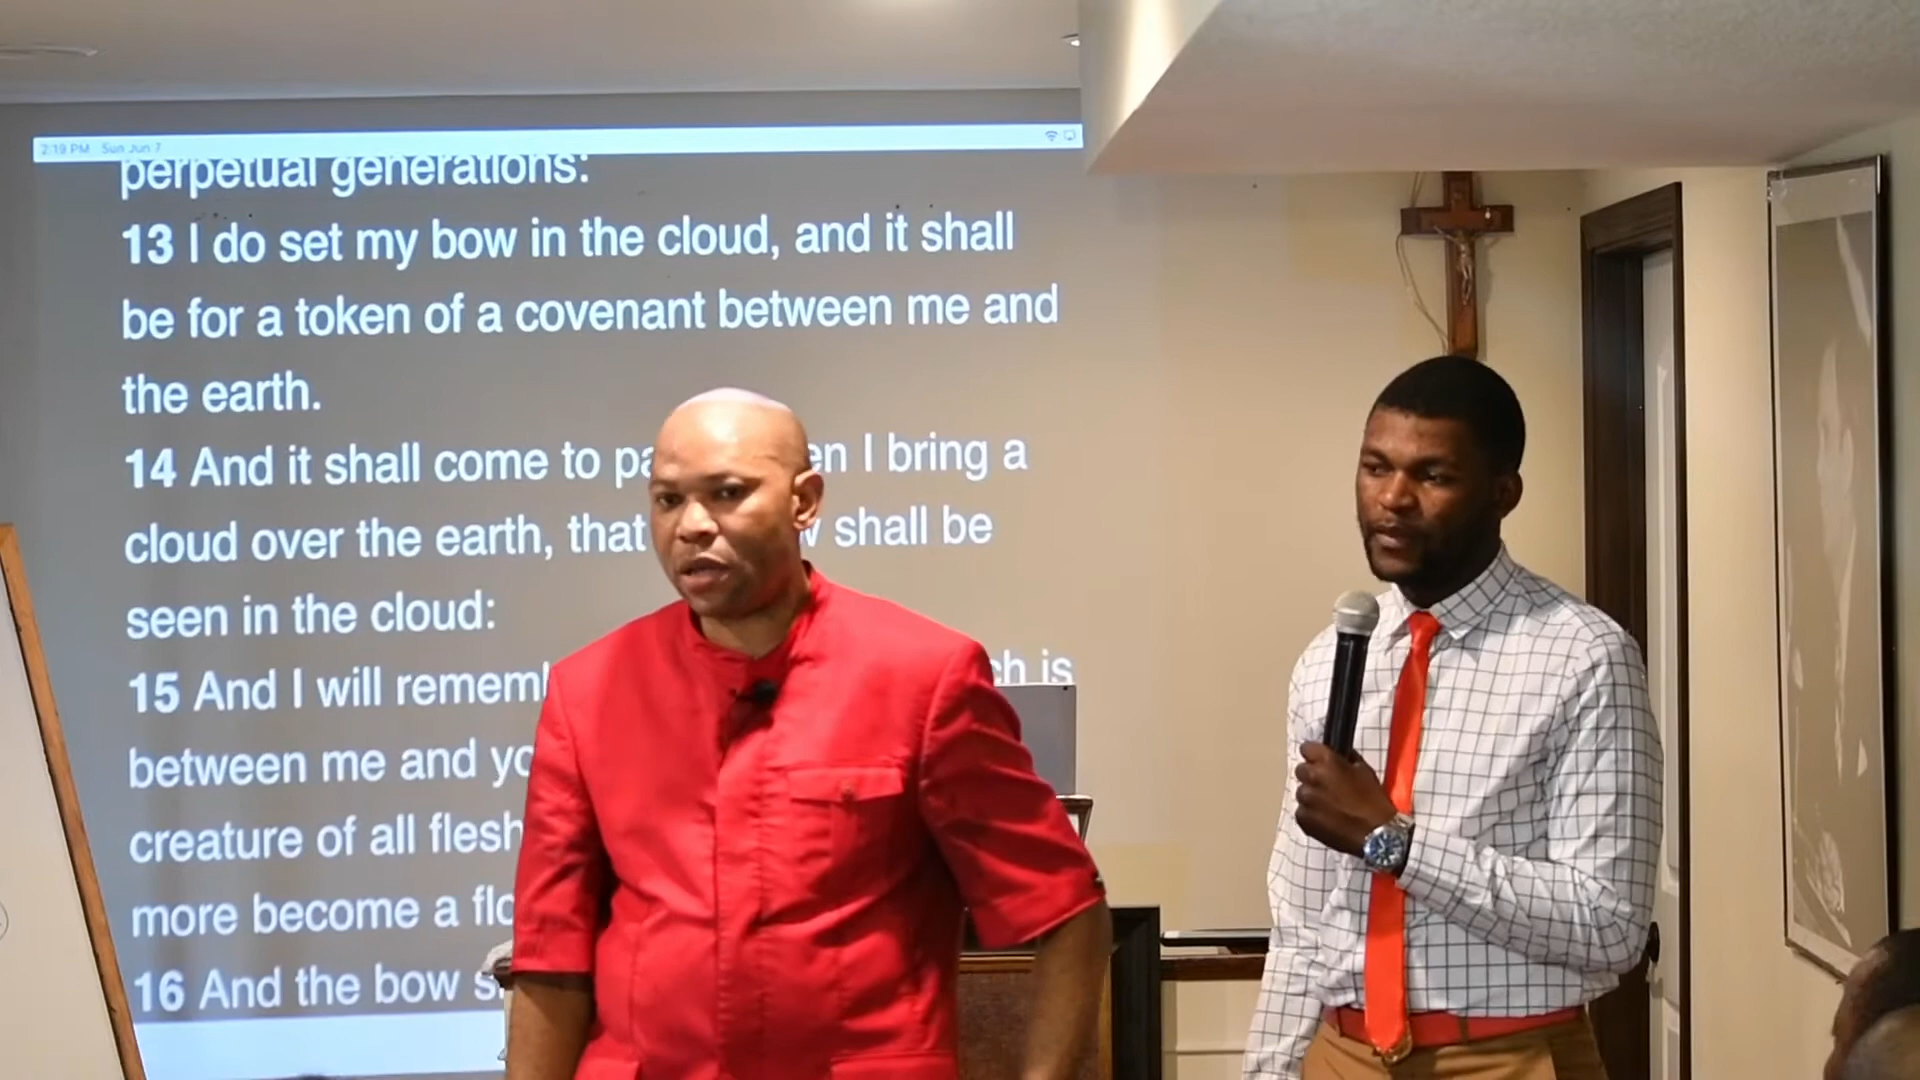 2:19 PM Sun Jun 7
perpetual generations:
13 I do set my bow in the cloud, and it shall
be for a token of a covenant between me and
the earth.
14 And it shall come to pa en I bring a
cloud over the earth, that w shall be
seen in the cloud:
15 And I will rememb ch is
between me and yo
creature of all flesh
more become a flo
16 And the bow s